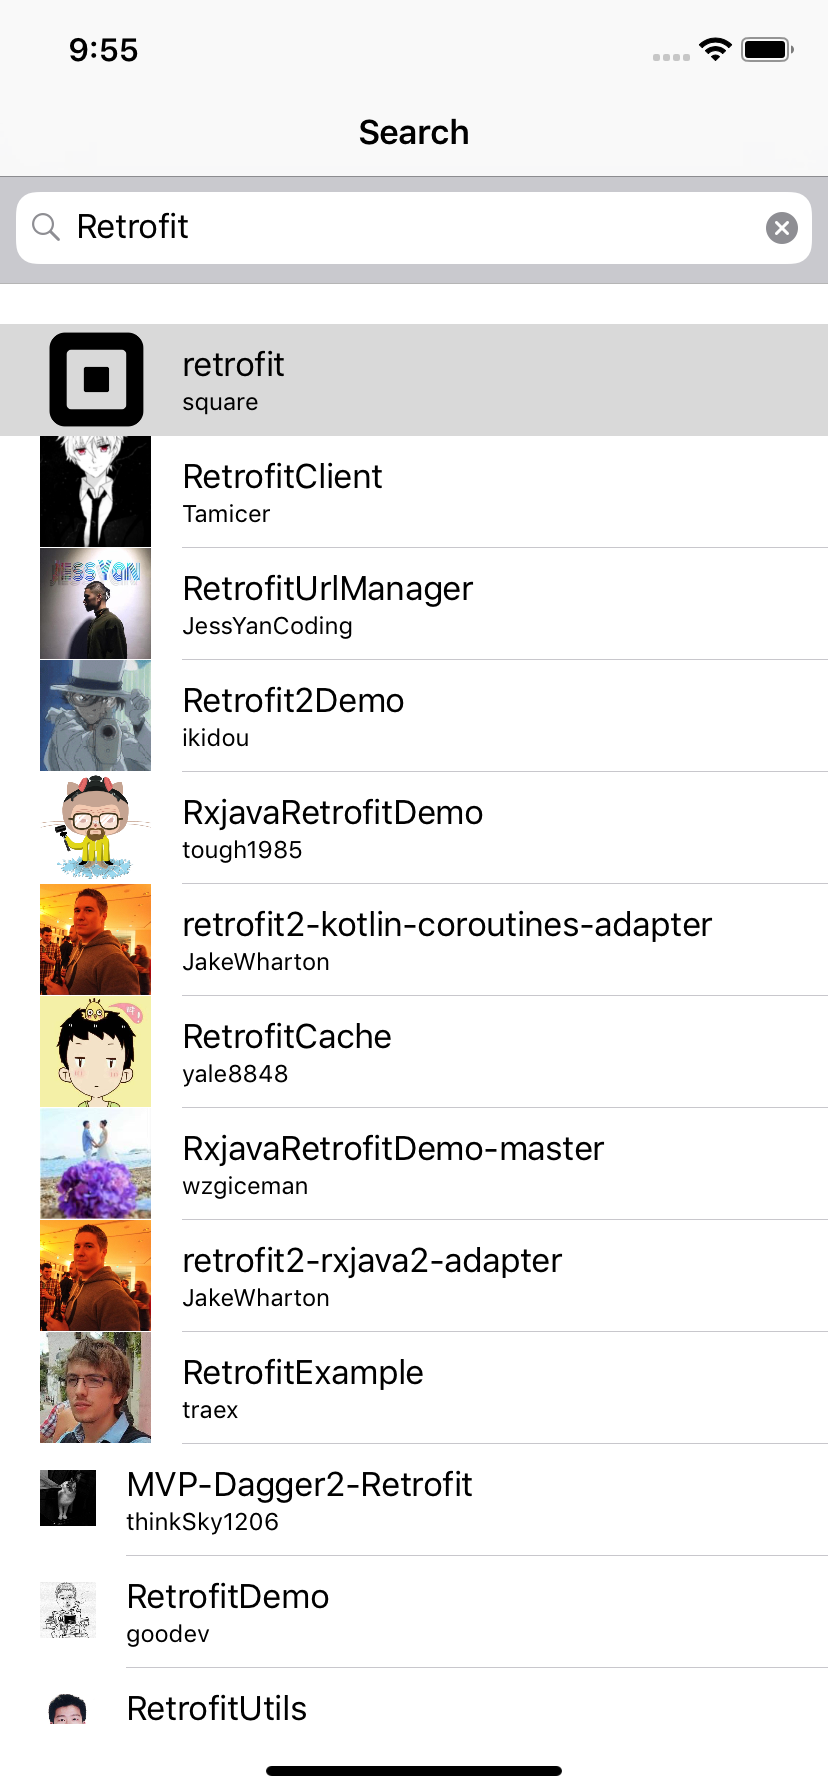 9:55
Search
Retrofit
retrofit
square
RetrofitClient
Tamicer
JESS YAN
RetrofitUrlManager
JessYanCoding
Retrofit2Demo
ikidou
RxjavaRetrofitDemo
tough1985
retrofit2-kotlin-coroutines-adapter
JakeWharton
RetrofitCache
yale8848
RxjavaRetrofitDemo-master
wzgiceman
retrofit2-rxjava2-adapter
JakeWharton
RetrofitExample
traex
MVP-Dagger2-Retrofit
thinkSky1206
RetrofitDemo
goodev
RetrofitUtils